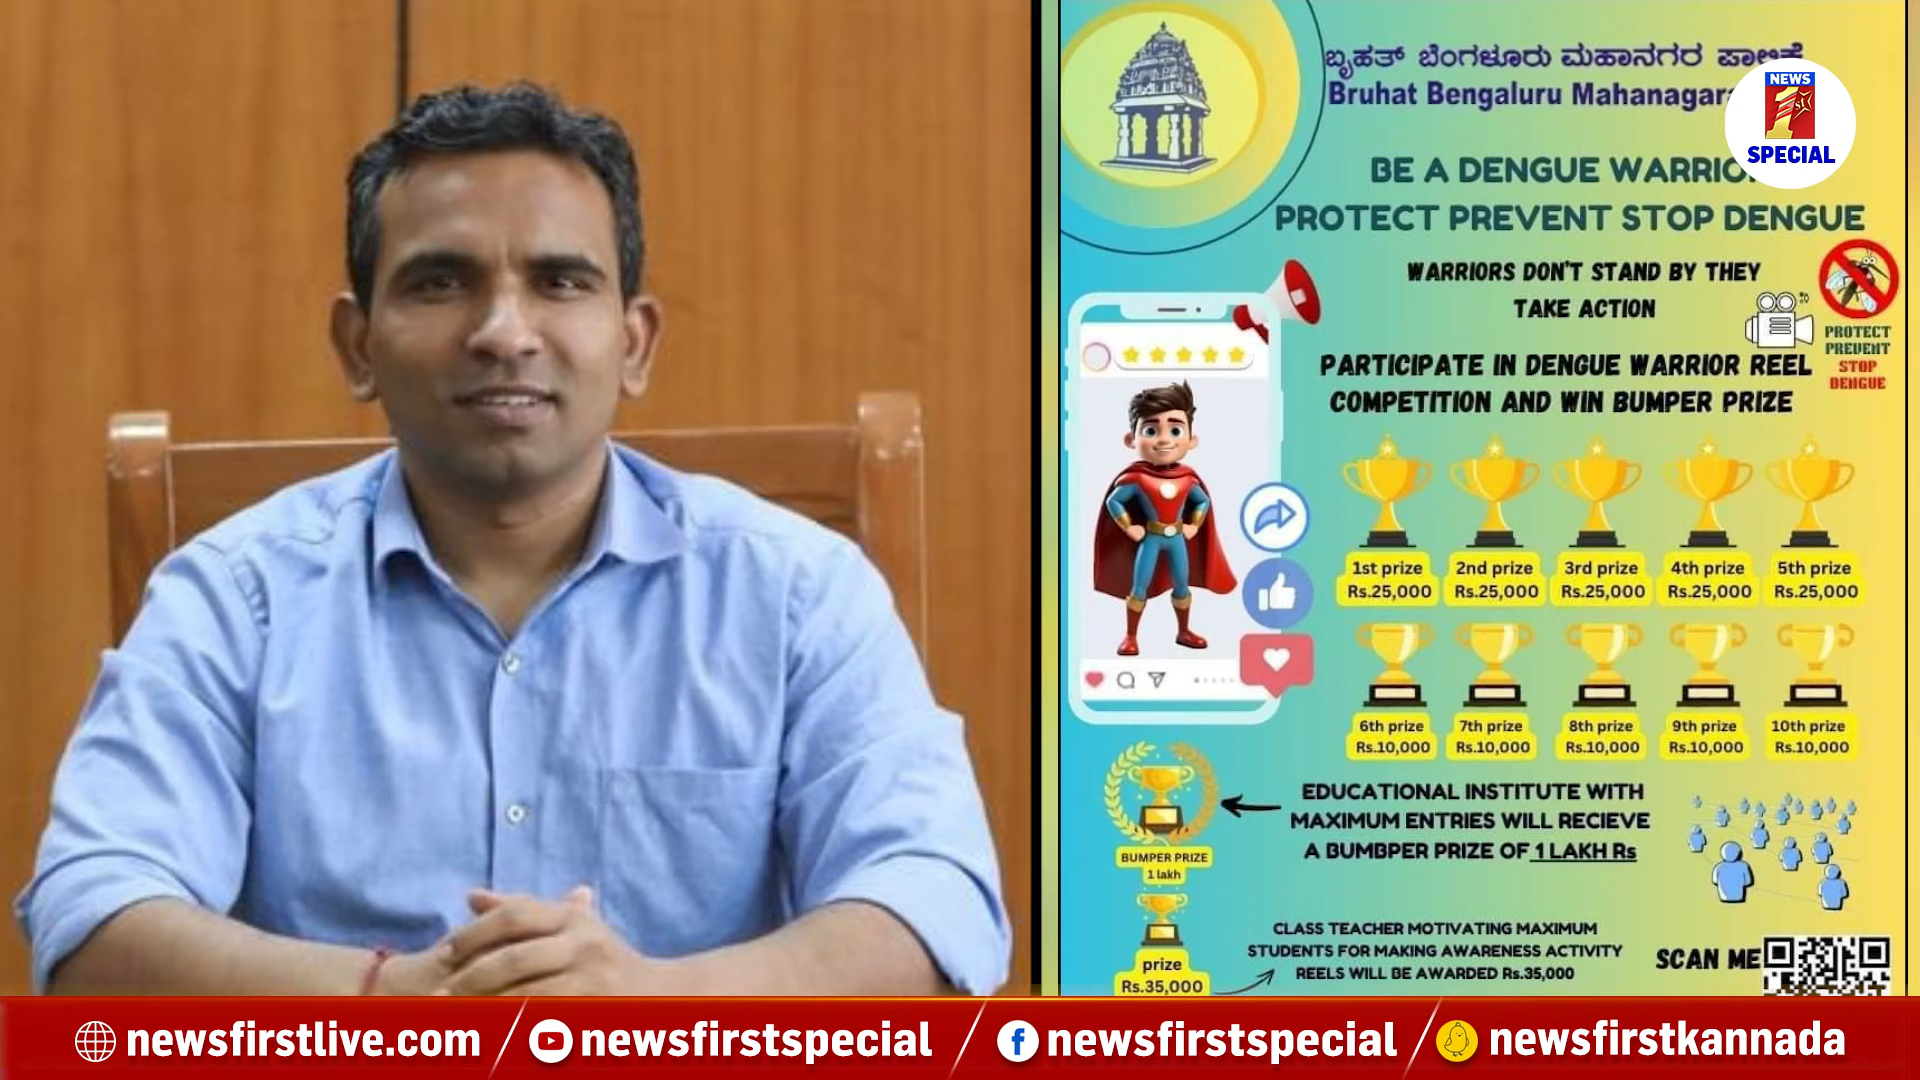 ಬೃಹತ್ ಬೆಂಗಳೂರು ಮಹಾನಗರ ಪಾಲಿಕೆ
Bruhat Bengaluru Mahanagara
NEWS
1st
SPECIAL
BE A DENGUE WARRIOR
PROTECT PREVENT STOP DENGUE
WARRIORS DON'T STAND BY THEY
TAKE ACTION
PROTECT
PREVENT
STOP
DENGUE
PARTICIPATE IN DENGUE WARRIOR REEL
COMPETITION AND WIN BUMPER PRIZE
1st prize 2nd prize 3rd prize 4th prize 5th prize
Rs.25,000 Rs.25,000 Rs.25,000 Rs.25,000 Rs.25,000
6th prize 7th prize 8th prize 9th prize 10th prize
Rs.10,000 Rs.10,000 Rs.10,000 Rs.10,000 Rs.10,000
EDUCATIONAL INSTITUTE WITH
MAXIMUM ENTRIES WILL RECIEVE
A BUMBPER PRIZE OF 1 LAKH Rs
BUMPER PRIZE
1 lakh
CLASS TEACHER MOTIVATING MAXIMUM
STUDENTS FOR MAKING AWARENESS ACTIVITY
REELS WILL BE AWARDED Rs.35,000
prize
Rs.35,000
SCAN ME
newsfirstlive.com newsfirstspecial newsfirstspecial newsfirstkannada